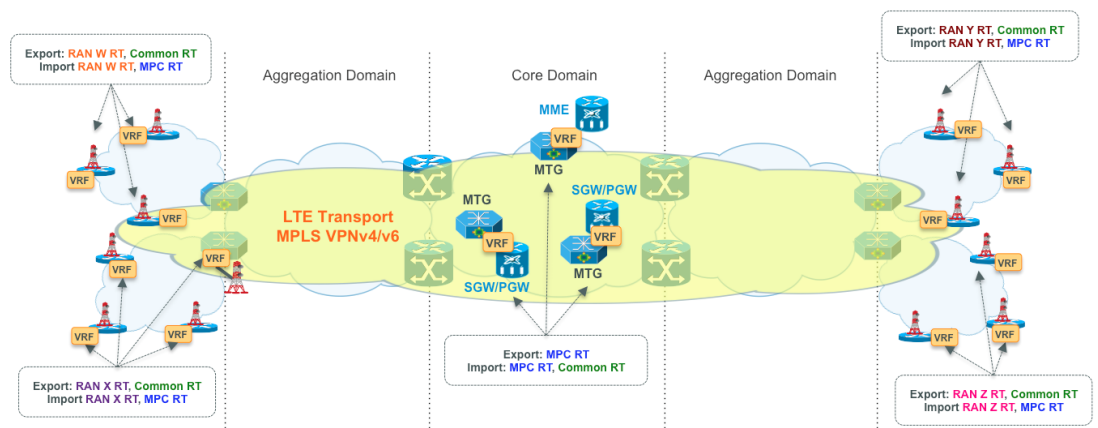 Export: RAN W RT, Common RT
Import RAN W RT, MPC RT
Export: RAN Y RT, Common RT
Import RAN Y RT, MPC RT
Aggregation Domain
Core Domain
Aggregation Domain
MME
VRF
VRF
VRF
MTG
VRF
VRF
SGW/PGW
VRF
MTG
VRF
VRF
LTE Transport
MPLS VPNv4/v6
VRF
VRF
VRF
VRF
MTG
VRF
VRF
SGW/PGW
VRF
VRF
VRF
VRF
Export: MPC RT
Import: MPC RT, Common RT
Export: RAN X RT, Common RT
Import RAN X RT, MPC RT
Export: RAN Z RT, Common RT
Import RAN Z RT, MPC RT